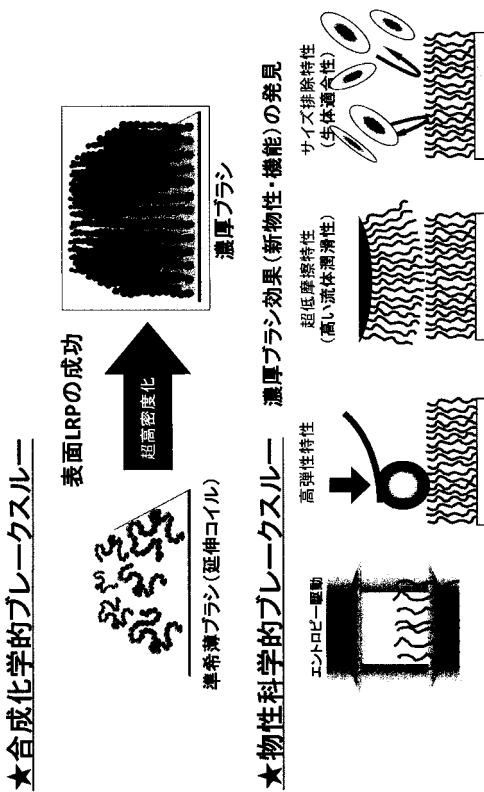 ★合成化学的ブレークスルー
表面LRPの成功
超高密度化
準希薄ブラシ(延伸コイル)
濃厚ブラシ
★物性科学的ブレークスルー
濃厚ブラシ効果(新物性・機能)の発見
エントロピー駆動
高弾性特性
超低摩擦特性
(高い流体潤滑性)
サイズ排除特性
(生体適合性)